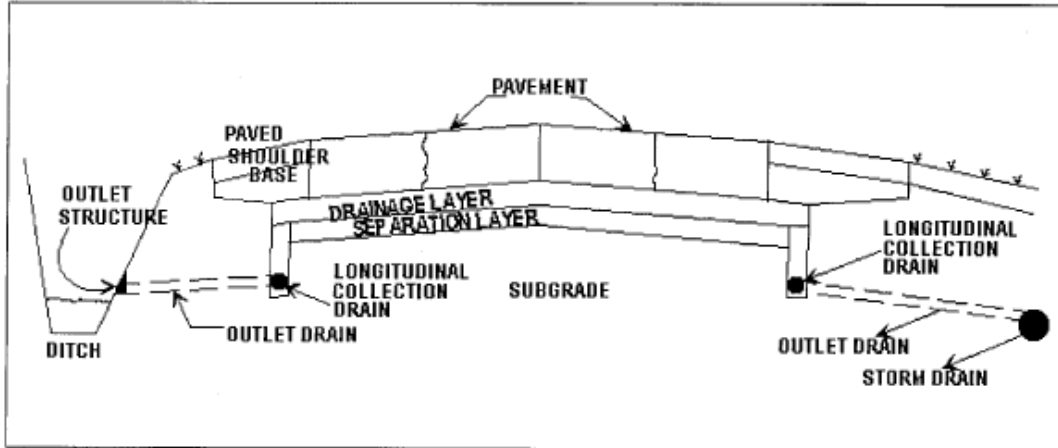 PAVEMENT
PAVED
SHOULDER
BASE
OUTLET
STRUCTURE
DRAINAGE LAYER
SEPARATION LAYER
LONGITUDINAL
COLLECTION
DRAIN
LONGITUDINAL
COLLECTION
DRAIN
SUBGRADE
OUTLET DRAIN
DITCH
OUTLET DRAIN
STORM DRAIN